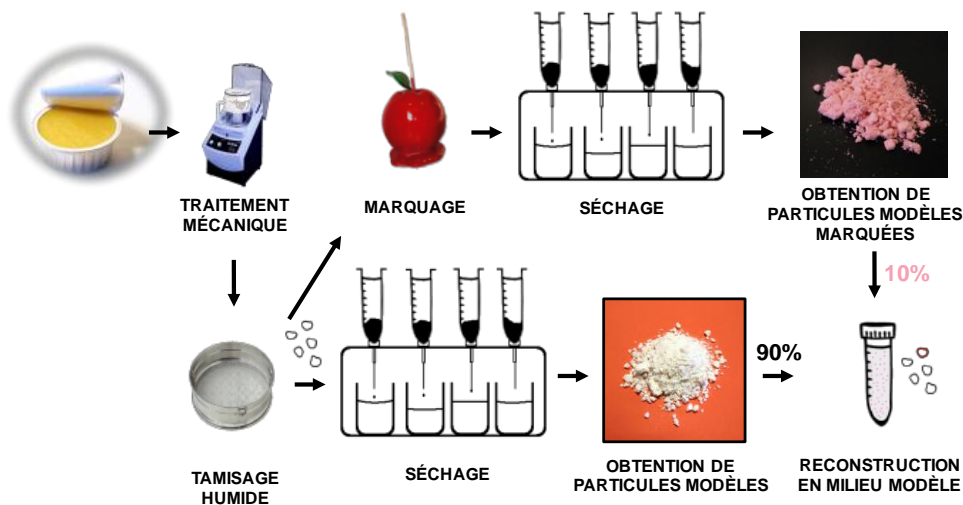 TRAITEMENT
MÉCANIQUE
MARQUAGE
SÉCHAGE
OBTENTION DE
PARTICULES MODÈLES
MARQUÉES
10%
90%
TAMISAGE
HUMIDE
SÉCHAGE
OBTENTION DE
PARTICULES MODÈLES
RECONSTRUCTION
EN MILIEU MODÈLE